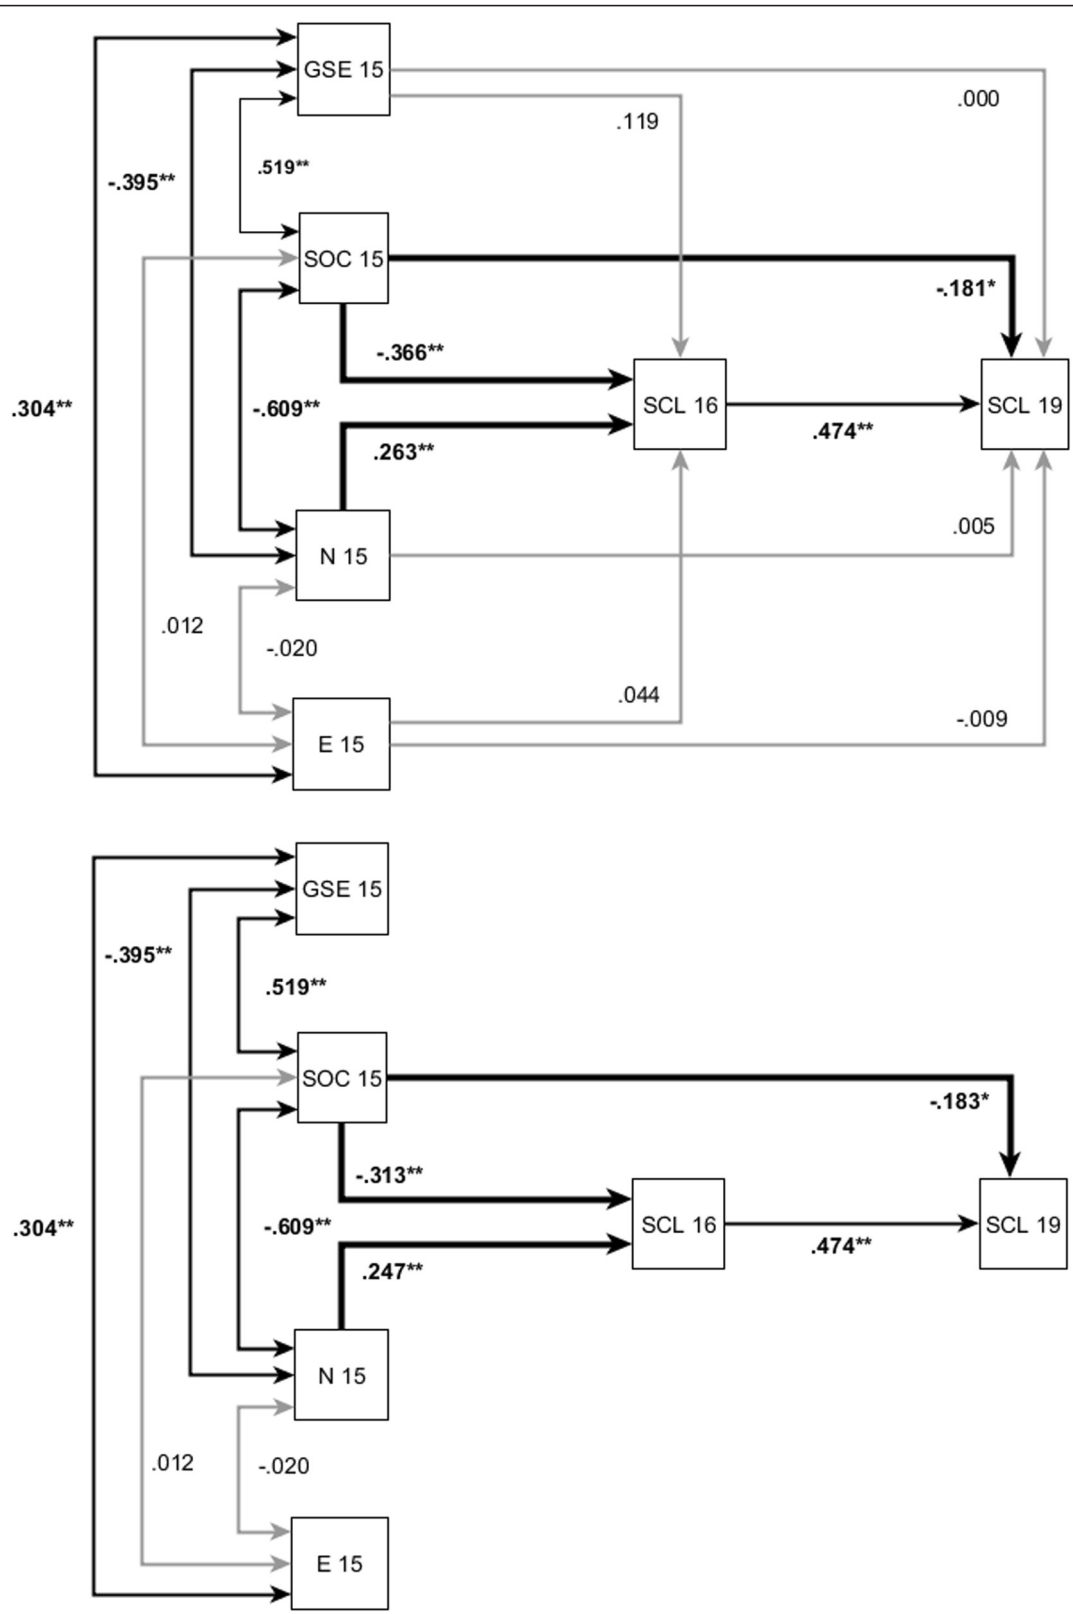 GSE 15
.000
.119
.519**
-.395**
SOC 15
-.181*
-.366**
.304**
-.609**
SCL 16
SCL 19
.474**
.263**
.005
N 15
.012
-.020
.044
-.009
E 15
GSE 15
-.395**
.519**
SOC 15
-.183*
-.313**
.304**
-.609**
SCL 16
SCL 19
.474**
.247**
N 15
.012
-.020
E 15